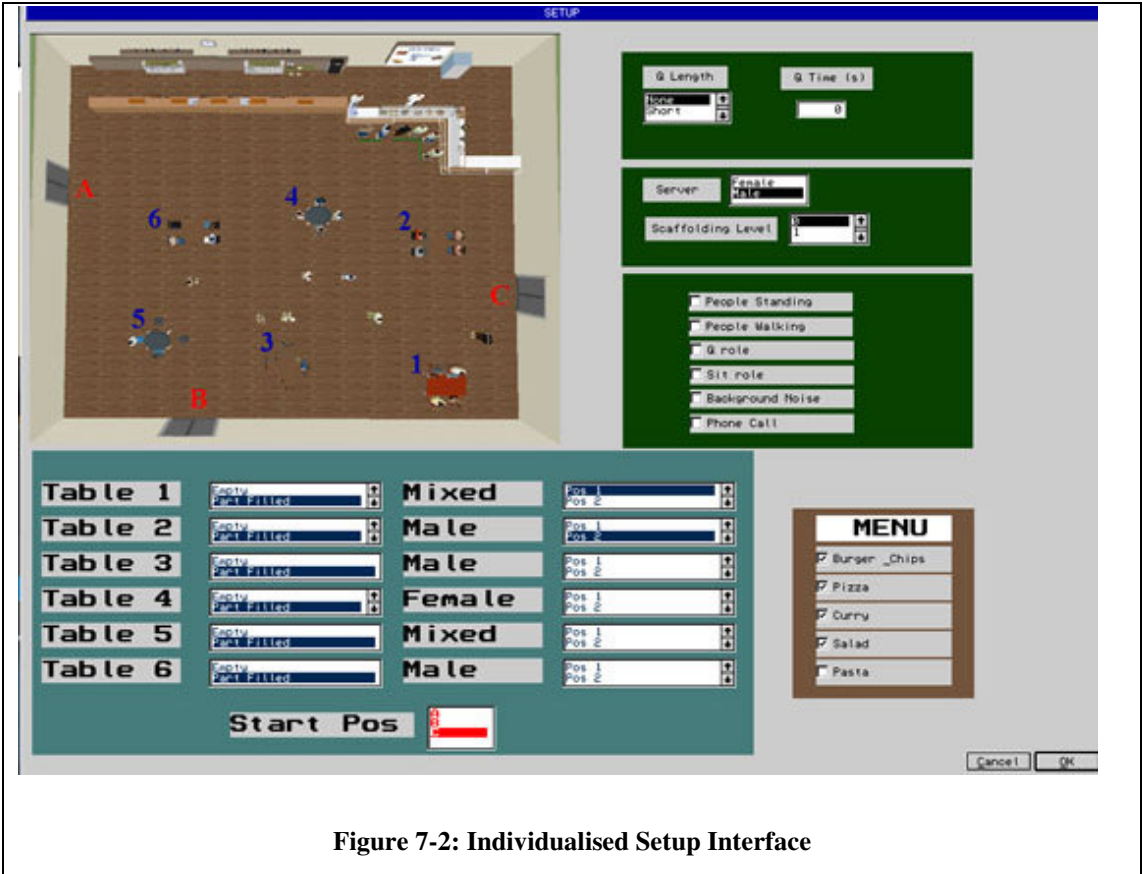 SETUP
A
B
C
6
4
2
5
3
1
Q Length
Q Time (s)
None
Short
0
Server
Female
Male
Scaffolding Level
0
1
People Standing
People Walking
Q role
Sit role
Background Noise
Phone Call
Table 1
Empty
Part Filled
Mixed
Pos 1
Pos 2
Table 2
Empty
Part Filled
Male
Pos 1
Pos 2
Table 3
Empty
Part Filled
Male
Pos 1
Pos 2
Table 4
Empty
Part Filled
Female
Pos 1
Pos 2
Table 5
Empty
Part Filled
Mixed
Pos 1
Pos 2
Table 6
Empty
Part Filled
Male
Pos 1
Pos 2
Start Pos
A
B
C
MENU
Burger _Chips
Pizza
Curry
Salad
Pasta
Cancel
OK
Figure 7-2: Individualised Setup Interface